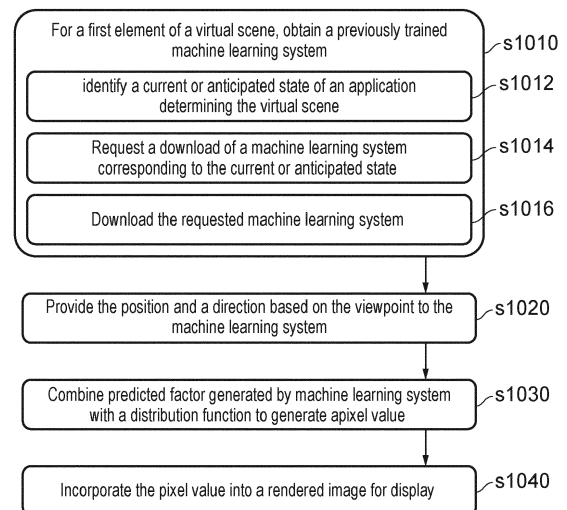 For a first element of a virtual scene, obtain a previously trained
machine learning system
s1010
identify a current or anticipated state of an application
determining the virtual scene
s1012
Request a download of a machine learning system
corresponding to the current or anticipated state
s1014
Download the requested machine learning system
s1016
Provide the position and a direction based on the viewpoint to the
machine learning system
s1020
Combine predicted factor generated by machine learning system
with a distribution function to generate apixel value
s1030
Incorporate the pixel value into a rendered image for display
s1040